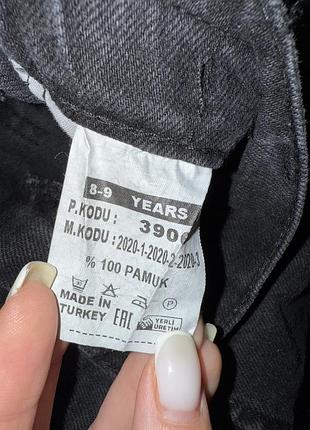 8-9 YEARS
P.KODU : 390
M.KODU : 2020-1-2020-2-2020-3
% 100 PAMUK
P
MADE IN
TURKEY
EAC
YERLİ
ÜRETİM